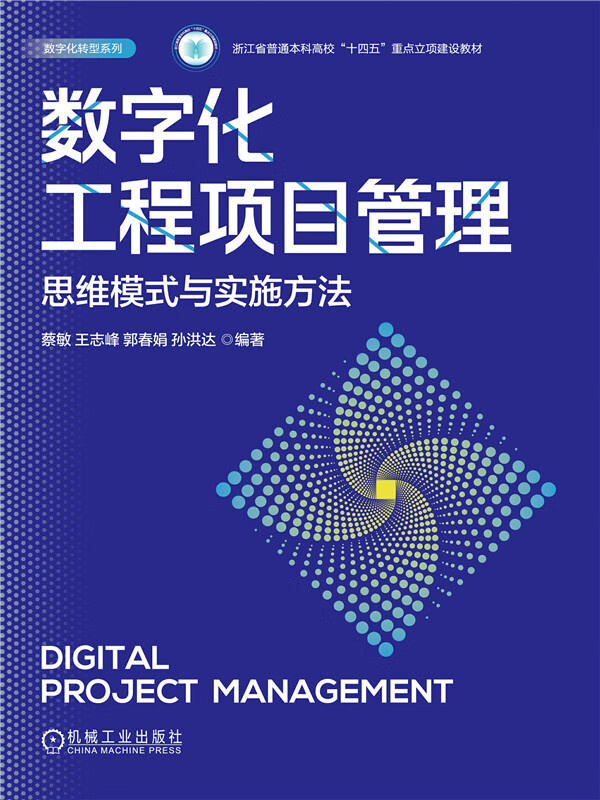 数字化转型系列
浙江省普通本科高校“十四五”重点立项建设教材
数字化
工程项目管理
思维模式与实施方法
蔡敏 王志峰 郭春娟 孙洪达 ◎编著
DIGITAL
PROJECT MANAGEMENT
机械工业出版社
CHINA MACHINE PRESS